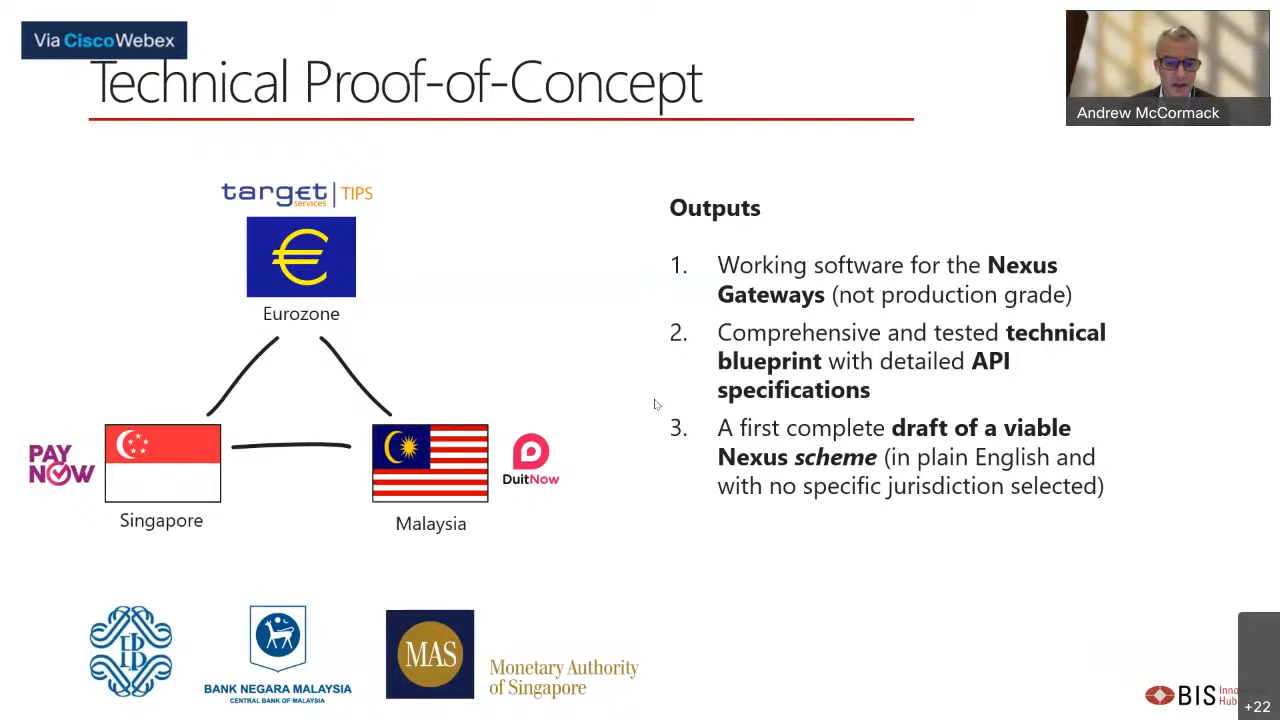 Via CiscoWebex
Technical Proof-of-Concept
Andrew McCormack
target
services
TIPS
€
Eurozone
PAY
NOW
Singapore
DuitNow
Malaysia
Outputs
1. Working software for the Nexus
Gateways (not production grade)
2. Comprehensive and tested technical
blueprint with detailed API
specifications
3. A first complete draft of a viable
Nexus scheme (in plain English and
with no specific jurisdiction selected)
BANK NEGARA MALAYSIA
CENTRAL BANK OF MALAYSIA
MAS
Monetary Authority
of Singapore
BIS
+22